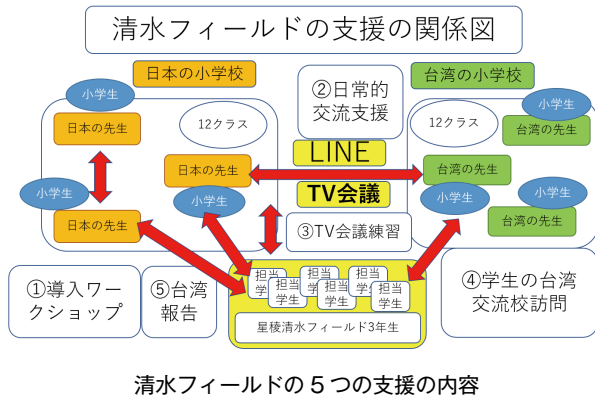 清水フィールドの支援の関係図
日本の小学校
台湾の小学校
小学生
日本の先生
12クラス
②日常的
交流支援
12クラス
小学生
台湾の先生
LINE
日本の先生
小学生
台湾の先生
小学生
小学生
日本の先生
TV会議
小学生
台湾の先生
③TV会議練習
①導入ワー
クショップ
⑤台湾
報告
担当
学生
担当
学生
担当
学生
担当
学生
担当
学生
担当
学生
星稜清水フィールド3年生
④学生の台湾
交流校訪問
清水フィールドの5つの支援の内容